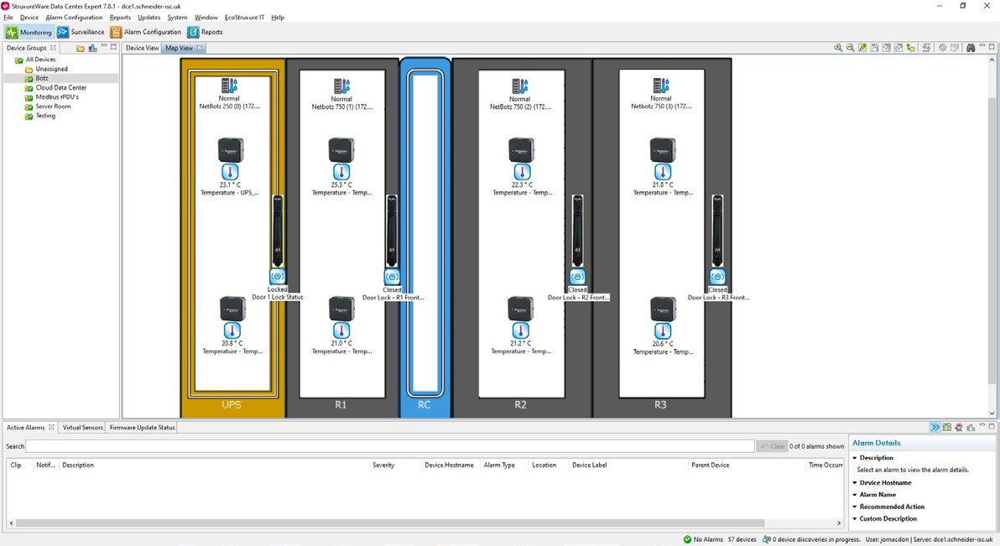 StruxureWare Data Center Expert 7.8.1 - dce1.schneider-isc.uk
File Device Alarm Configuration Reports Updates System Window EcoStruxure IT Help
Monitoring Surveillance Alarm Configuration Reports
Device Groups
Device View Map View
All Devices
Unassigned
Botz
Cloud Data Center
Modbus rPDU's
Server Room
Testing
Normal Normal Normal Normal
NetBotz 250 (0) (172.... Netbotz 750 (1) (172.... Netbotz 750 (2) (172.... Netbotz 750 (3) (172....
23.1 ° C 25.3 ° C 22.3 ° C 21.8 ° C
Temperature - UPS_... Temperature - Temp... Temperature - Temp... Temperature - Temp...
Locked Closed Closed Closed
Door 1 Lock Status Door Lock - R1 Front... Door Lock - R2 Front... Door Lock - R3 Front...
20.8 ° C 21.0 ° C 21.2 ° C 20.6 ° C
Temperature - Temp... Temperature - Temp... Temperature - Temp... Temperature - Temp...
UPS R1 RC R2 R3
Active Alarms Virtual Sensors Firmware Update Status
Search Clear 0 of 0 alarms shown
Clip Notif... Description Severity Device Hostname Alarm Type Location Device Label Parent Device Time Occurr
Alarm Details
Description
Select an alarm to view the alarm details.
Device Hostname
Alarm Name
Recommended Action
Custom Description
No Alarms 57 devices 0 device discoveries in progress. User: jomacdon | Server: dce1.schneider-isc.uk